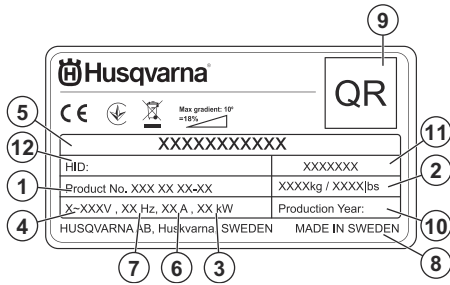 9
Husqvarna
QR
CE
Max gradient: 10°
=18%
5
XXXXXXXXXXX
11
12
HID:
XXXXXXX
1
Product No. XXX XX XX-XX
XXXXkg / XXXXlbs
2
4
X~XXXV , XX Hz, XX A , XX kW
Production Year:
10
HUSQVARNA AB, Huskvarna, SWEDEN
MADE IN SWEDEN
7
6
3
8